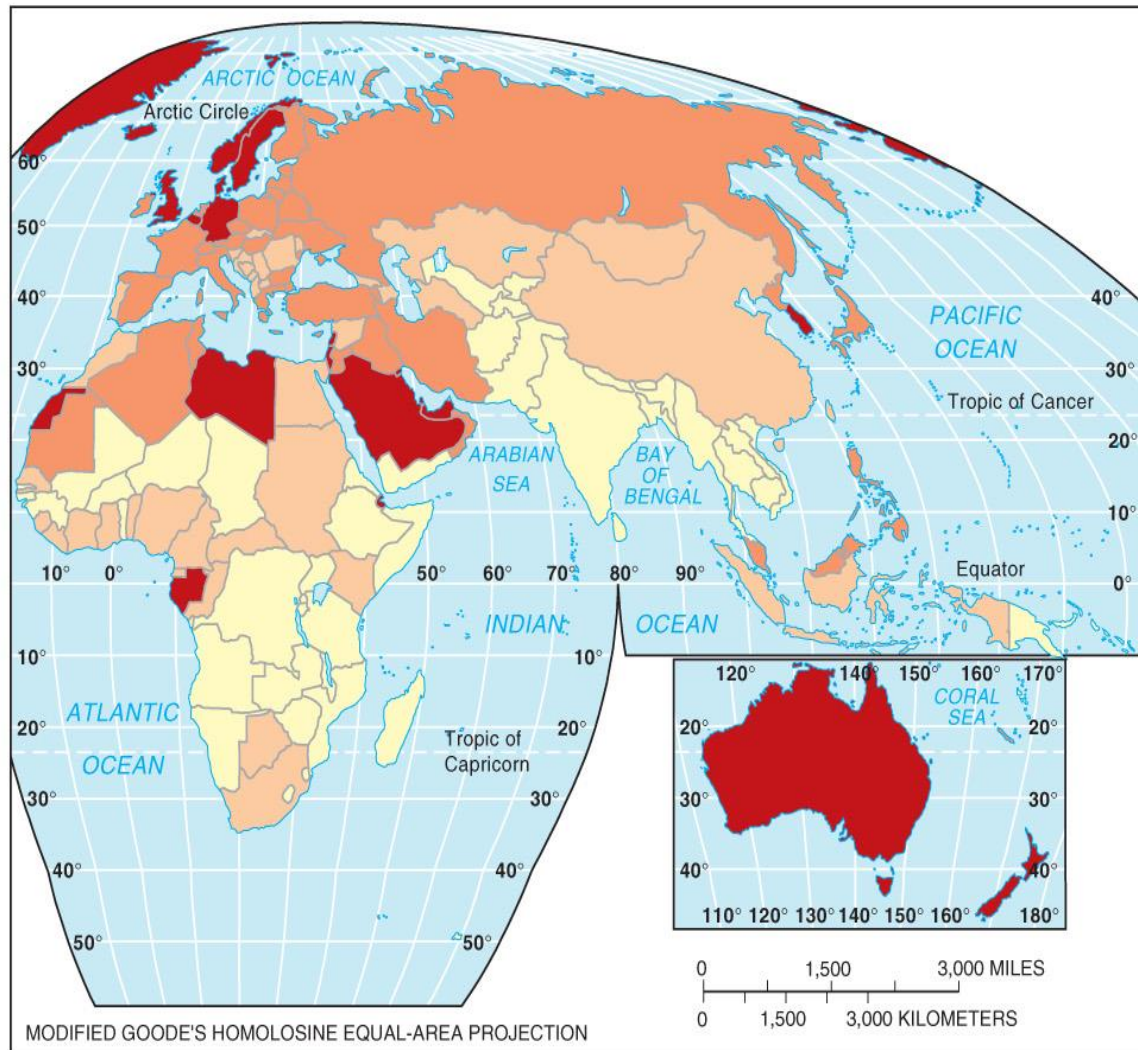 ARCTIC OCEAN
Arctic Circle
60°
50°
40°
40°
PACIFIC
OCEAN
30°
30°
Tropic of Cancer
20°
20°
ARABIAN
SEA
BAY
OF
BENGAL
10°
10°
Equator
10° 0° 50° 60° 70° 80° 90° 0°
INDIAN OCEAN
10° 10°
120° 140° 150° 160° 170°
CORAL
SEA
ATLANTIC
OCEAN
20° 20° 20° 20°
Tropic of
Capricorn
30° 30° 30° 30°
40° 40° 40° 40°
110° 120° 130° 140° 150° 160° 180°
50° 50°
0 1,500 3,000 MILES
0 1,500 3,000 KILOMETERS
MODIFIED GOODE'S HOMOLOSINE EQUAL-AREA PROJECTION